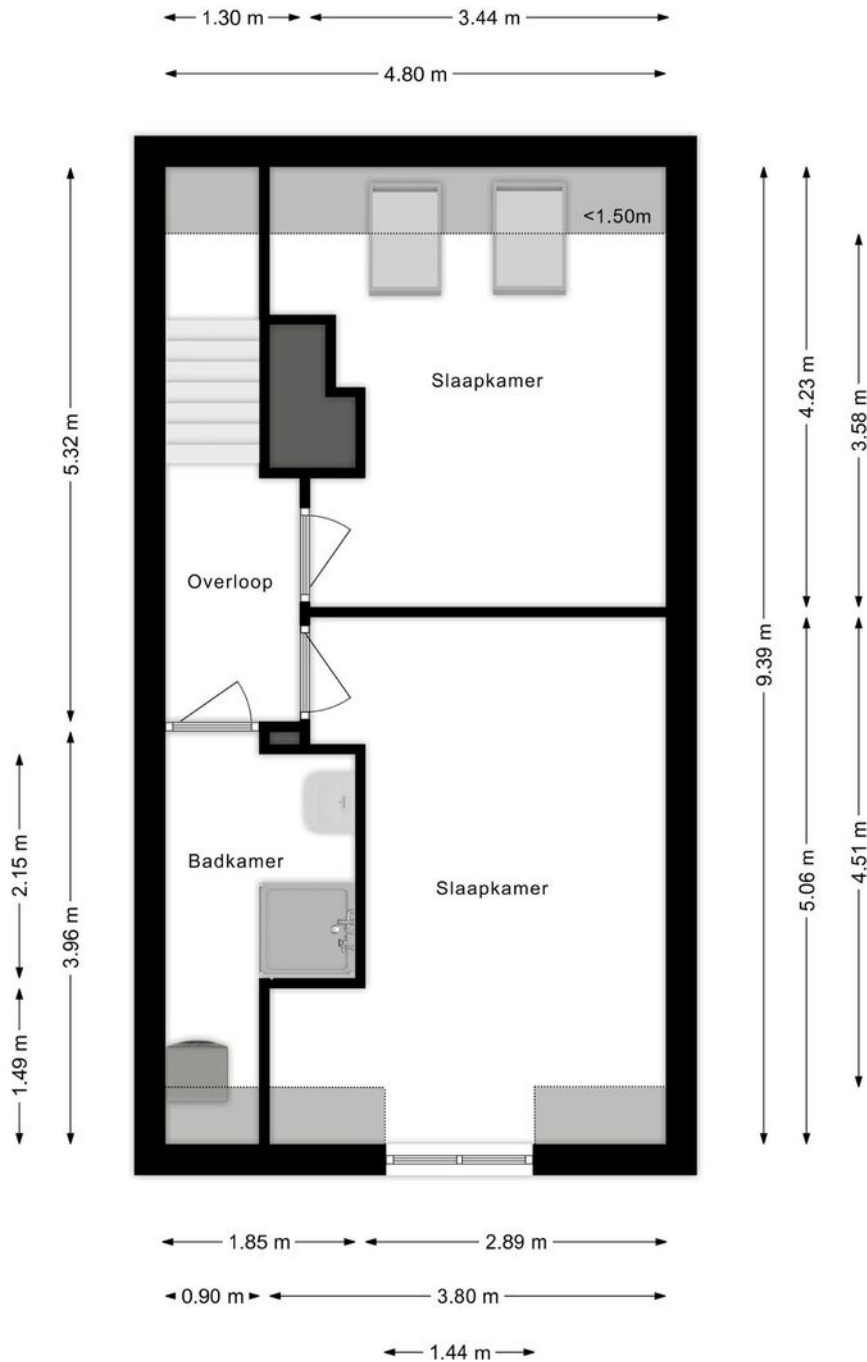 1.30 m
3.44 m
4.80 m
<1.50m
Slaapkamer
4.23 m
3.58 m
5.32 m
Overloop
9.39 m
Badkamer
Slaapkamer
2.15 m
3.96 m
5.06 m
4.51 m
1.49 m
1.85 m
2.89 m
0.90 m
3.80 m
1.44 m